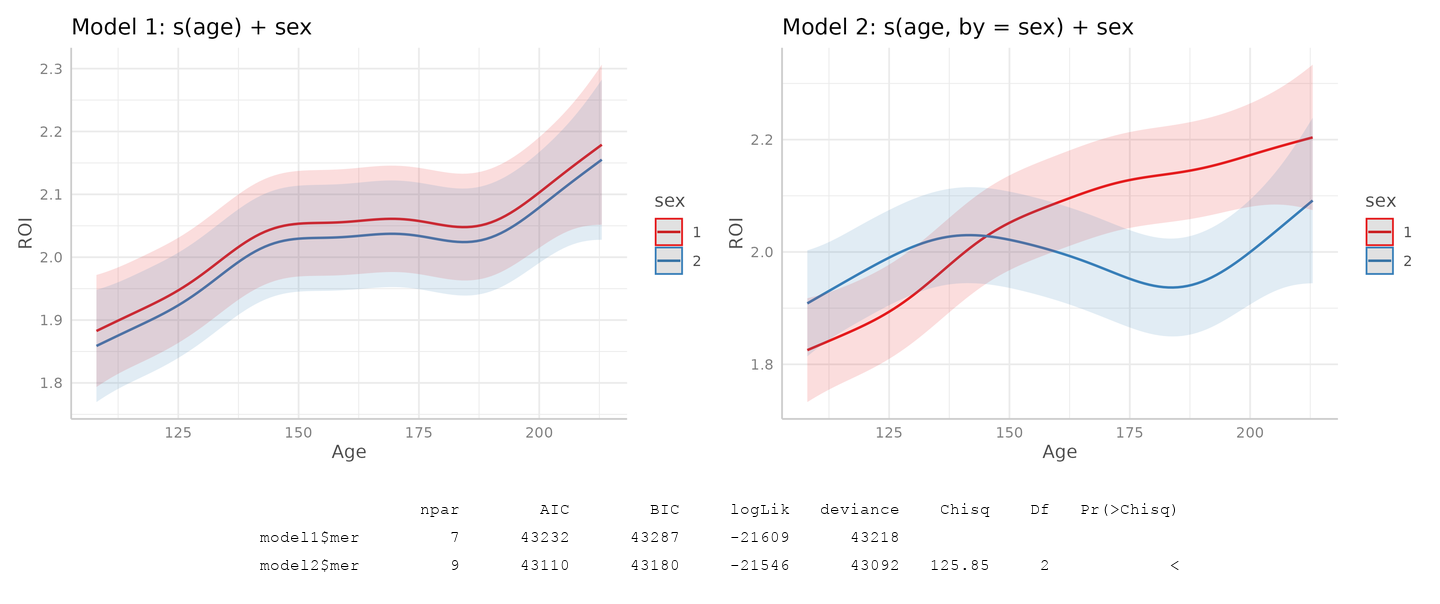 Model 1: s(age) + sex
2.3
2.2
2.1
2.0
1.9
1.8
ROI
125 150 175 200
Age
sex
1
2
Model 2: s(age, by = sex) + sex
2.2
2.0
1.8
ROI
125 150 175 200
Age
sex
1
2
npar AIC BIC logLik deviance Chisq Df Pr(>Chisq)
model1$mer 7 43232 43287 -21609 43218
model2$mer 9 43110 43180 -21546 43092 125.85 2 <